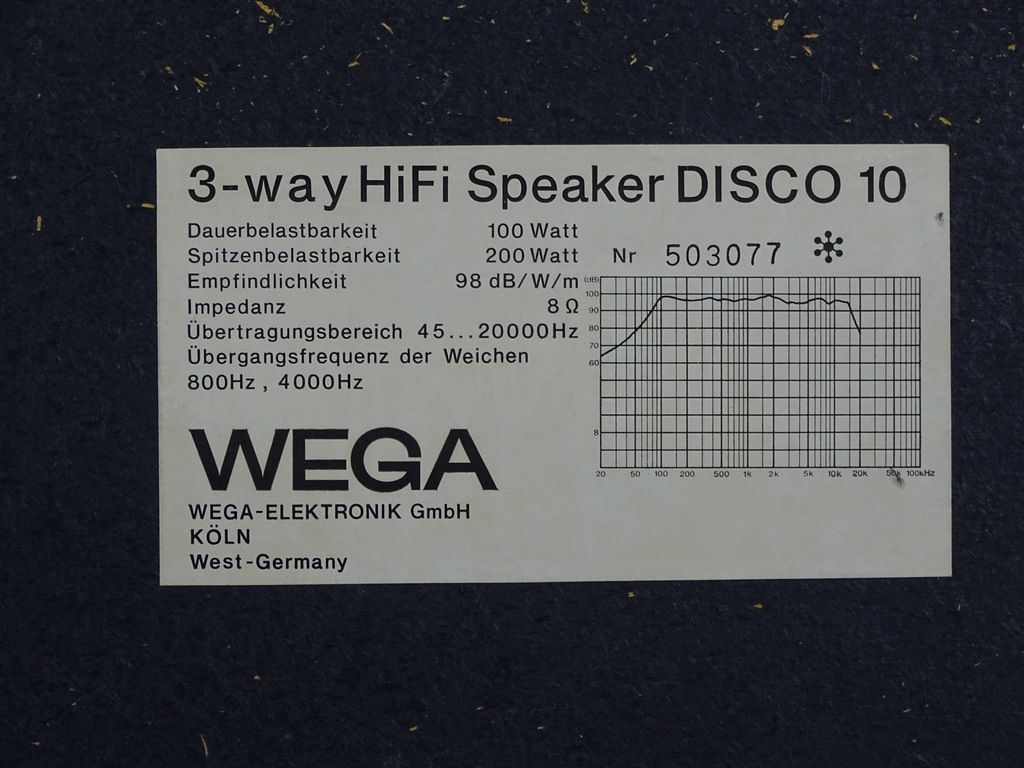 3-way HiFi Speaker DISCO 10
Dauerbelastbarkeit 100 Watt
Spitzenbelastbarkeit 200 Watt
Empfindlichkeit 98 dB/W/m
Impedanz 8 Ω
Übertragungsbereich 45...20000Hz
Übergangsfrequenz der Weichen
800Hz, 4000Hz
Nr 503077
(dB)
100
90
80
70
60
8
20 50 100 200 500 1k 2k 5k 10k 20k 50k 100kHz
WEGA
WEGA-ELEKTRONIK GmbH
KÖLN
West-Germany